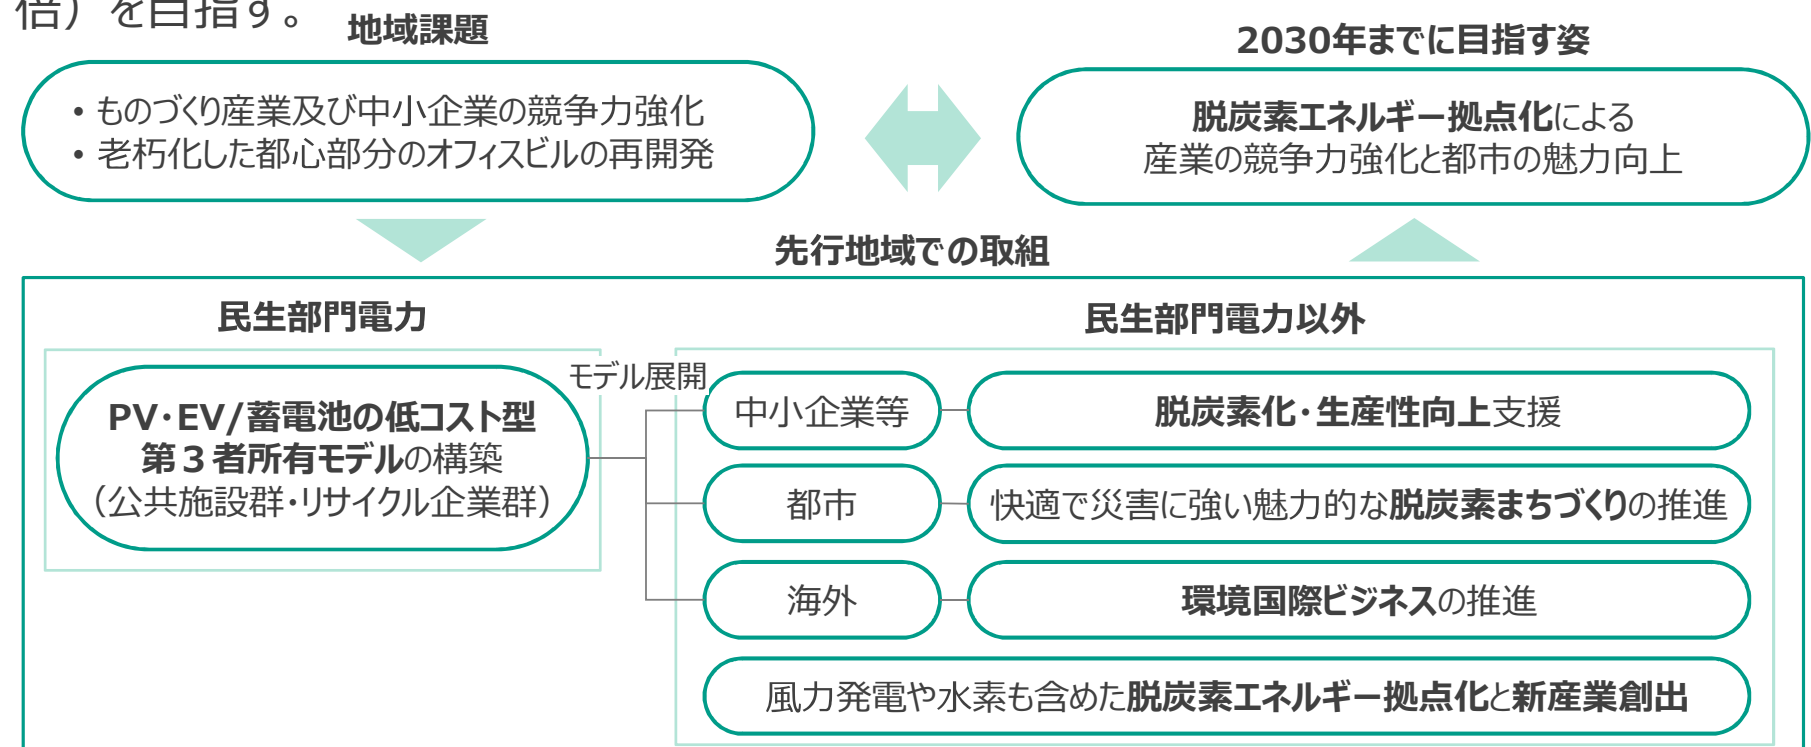 倍）を目指す。
地域課題
・ものづくり産業及び中小企業の競争力強化
・老朽化した都心部分のオフィスビルの再開発
2030年までに目指す姿
脱炭素エネルギー拠点化による
産業の競争力強化と都市の魅力向上
先行地域での取組
民生部門電力
PV・EV/蓄電池の低コスト型
第３者所有モデルの構築
（公共施設群・リサイクル企業群）
モデル展開
民生部門電力以外
中小企業等
脱炭素化・生産性向上支援
都市
快適で災害に強い魅力的な脱炭素まちづくりの推進
海外
環境国際ビジネスの推進
風力発電や水素も含めた脱炭素エネルギー拠点化と新産業創出